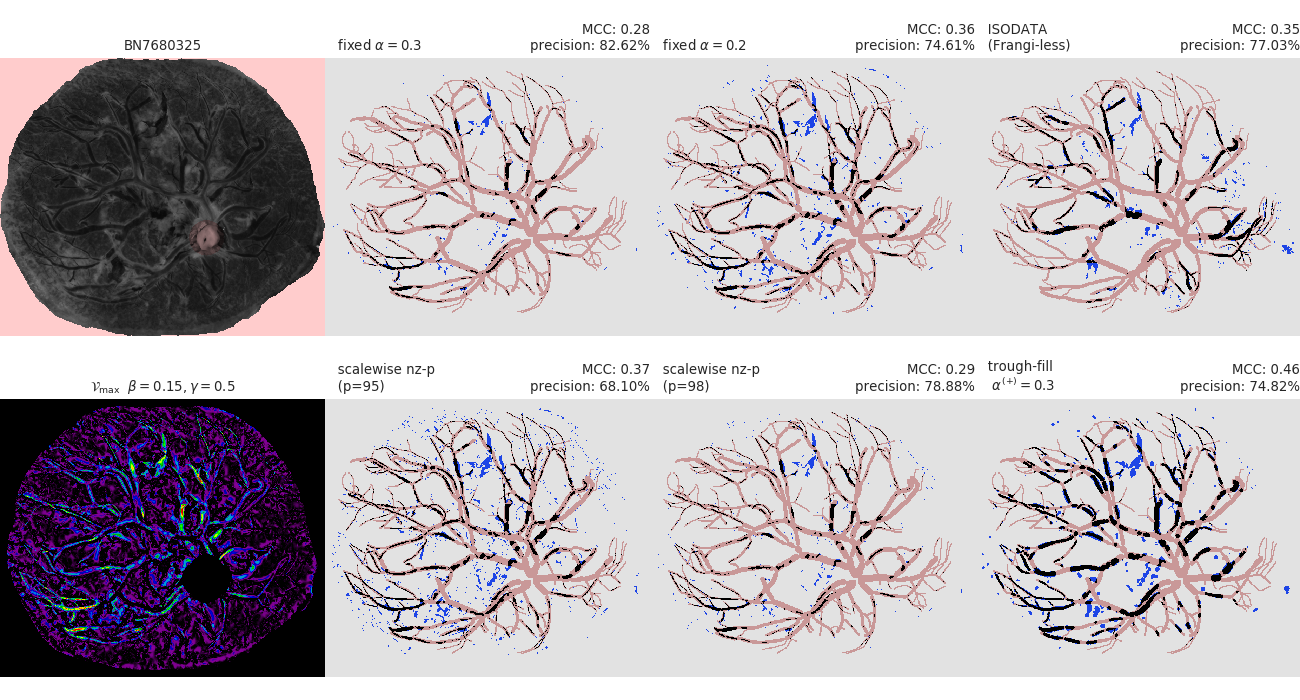 BN7680325
fixed α = 0.3
MCC: 0.28
precision: 82.62%
fixed α = 0.2
MCC: 0.36
precision: 74.61%
ISODATA
(Frangi-less)
MCC: 0.35
precision: 77.03%
𝒱max β = 0.15, γ = 0.5
scalewise nz-p
(p=95)
MCC: 0.37
precision: 68.10%
scalewise nz-p
(p=98)
MCC: 0.29
precision: 78.88%
trough-fill
α(+) = 0.3
MCC: 0.46
precision: 74.82%